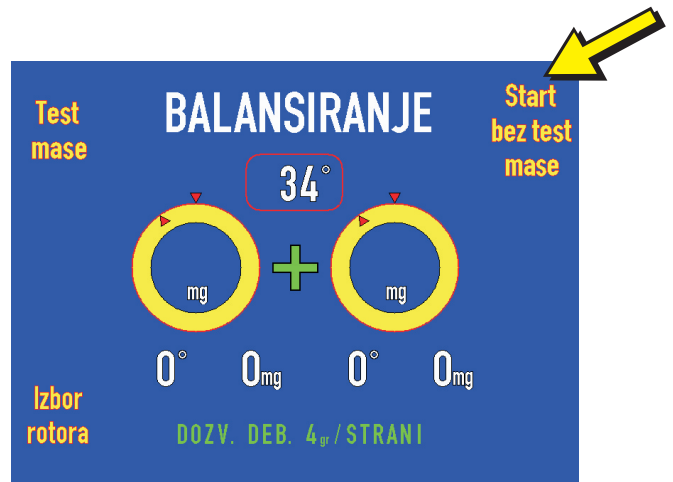 Test
mase
BALANSIRANJE
Start
bez test
mase
34°
mg
mg
0° 0mg 0° 0mg
Izbor
rotora
DOZV. DEB. 4gr/STRANI